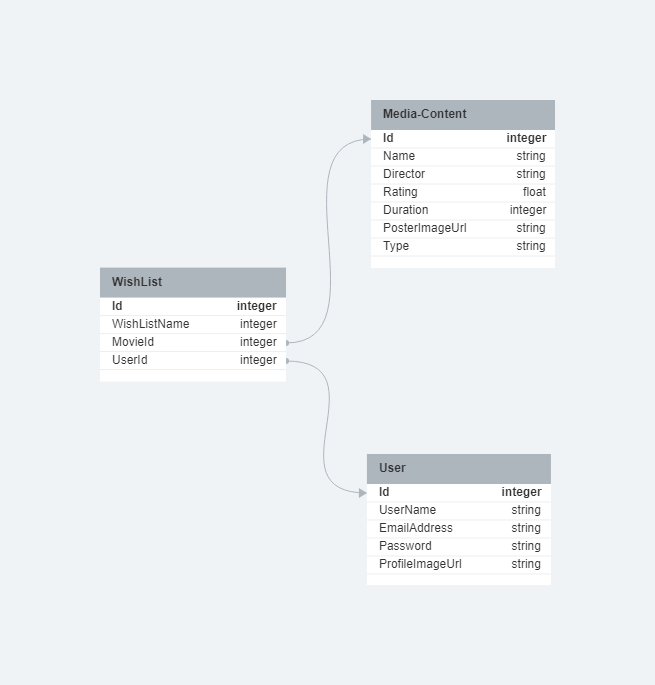 Media-Content
Id integer
Name string
Director string
Rating float
Duration integer
PosterImageUrl string
Type string
WishList
Id integer
WishListName integer
MovieId integer
UserId integer
User
Id integer
UserName string
EmailAddress string
Password string
ProfileImageUrl string